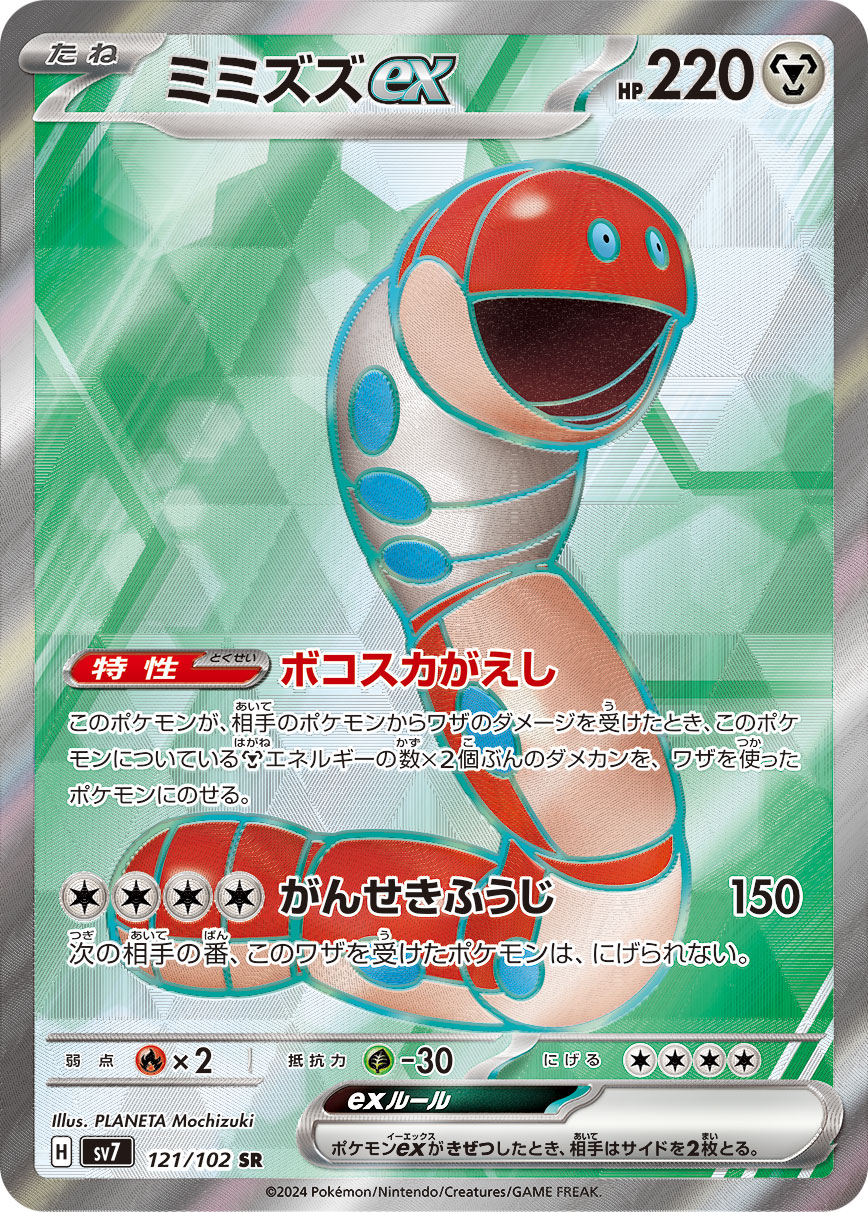 たね
ミミズズex
HP 220
特性
とくせい
ボコスカがえし
このポケモンが、相手のポケモンからワザのダメージを受けたとき、このポケ
モンについているエネルギーの数×2個ぶんのダメカンを、ワザを使った
ポケモンにのせる。
がんせきふうじ 150
次の相手の番、このワザを受けたポケモンは、にげられない。
弱点 ×2 抵抗力 -30 にげる
Illus. PLANETA Mochizuki
exルール
ポケモンexがきぜつしたとき、相手はサイドを2枚とる。
H sv7 121/102 SR
©2024 Pokémon/Nintendo/Creatures/GAME FREAK.